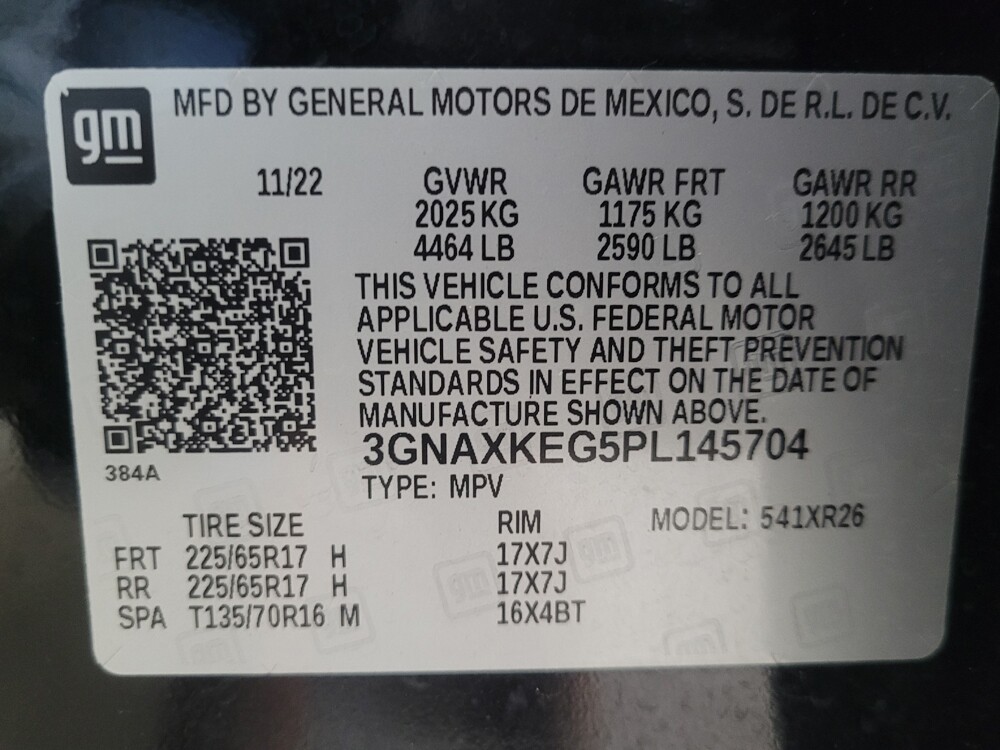 gm
MFD BY GENERAL MOTORS DE MEXICO, S. DE R.L. DE C.V.
11/22 GVWR GAWR FRT GAWR RR
2025 KG 1175 KG 1200 KG
4464 LB 2590 LB 2645 LB
THIS VEHICLE CONFORMS TO ALL
APPLICABLE U.S. FEDERAL MOTOR
VEHICLE SAFETY AND THEFT PREVENTION
STANDARDS IN EFFECT ON THE DATE OF
MANUFACTURE SHOWN ABOVE.
3GNAXKEG5PL145704
384A
TYPE: MPV
TIRE SIZE RIM MODEL: 541XR26
FRT 225/65R17 H 17X7J
RR 225/65R17 H 17X7J
SPA T135/70R16 M 16X4BT